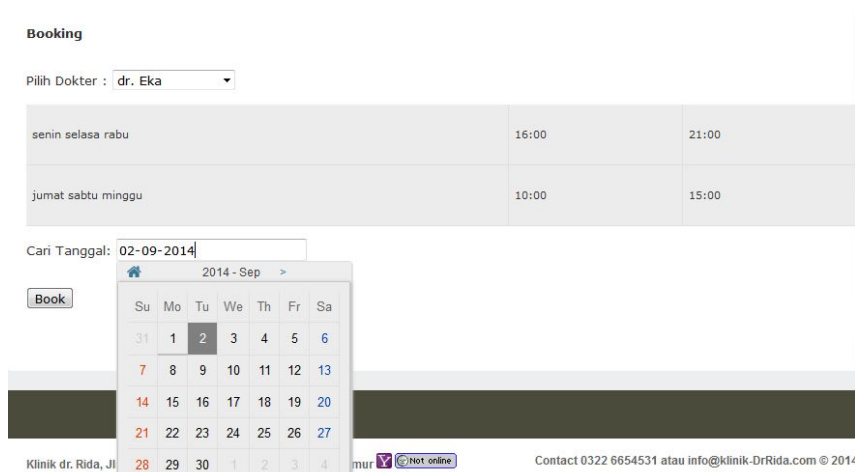 Booking
Pilih Dokter : dr. Eka
senin selasa rabu 16:00 21:00
jumat sabtu minggu 10:00 15:00
Cari Tanggal: 02-09-2014
2014 - Sep >
Book
Su Mo Tu We Th Fr Sa
31 1 2 3 4 5 6
7 8 9 10 11 12 13
14 15 16 17 18 19 20
21 22 23 24 25 26 27
28 29 30 1 2 3 4
Klinik dr. Rida, Jl mur Y! Not online Contact 0322 6654531 atau info@klinik-DrRida.com © 2014